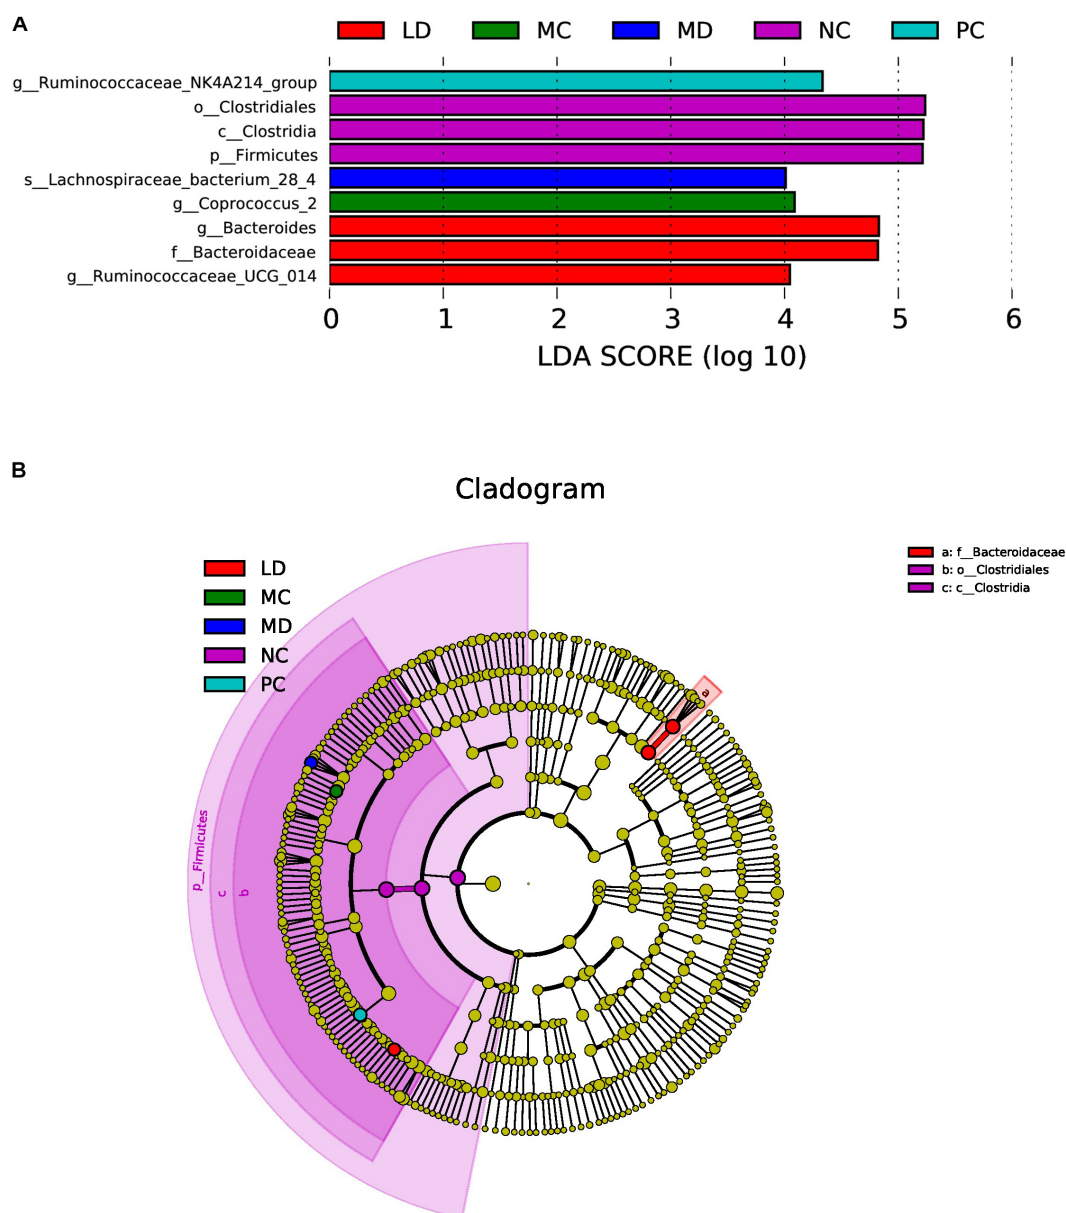 A
LD MC MD NC PC
g__Ruminococcaceae_NK4A214_group
o__Clostridiales
c__Clostridia
p__Firmicutes
s__Lachnospiraceae_bacterium_28_4
g__Coprococcus_2
g__Bacteroides
f__Bacteroidaceae
g__Ruminococcaceae_UCG_014
0 1 2 3 4 5 6
LDA SCORE (log 10)
B
Cladogram
LD
MC
MD
NC
PC
a: f__Bacteroidaceae
b: o__Clostridiales
c: c__Clostridia
a
p__Firmicutes
c
b